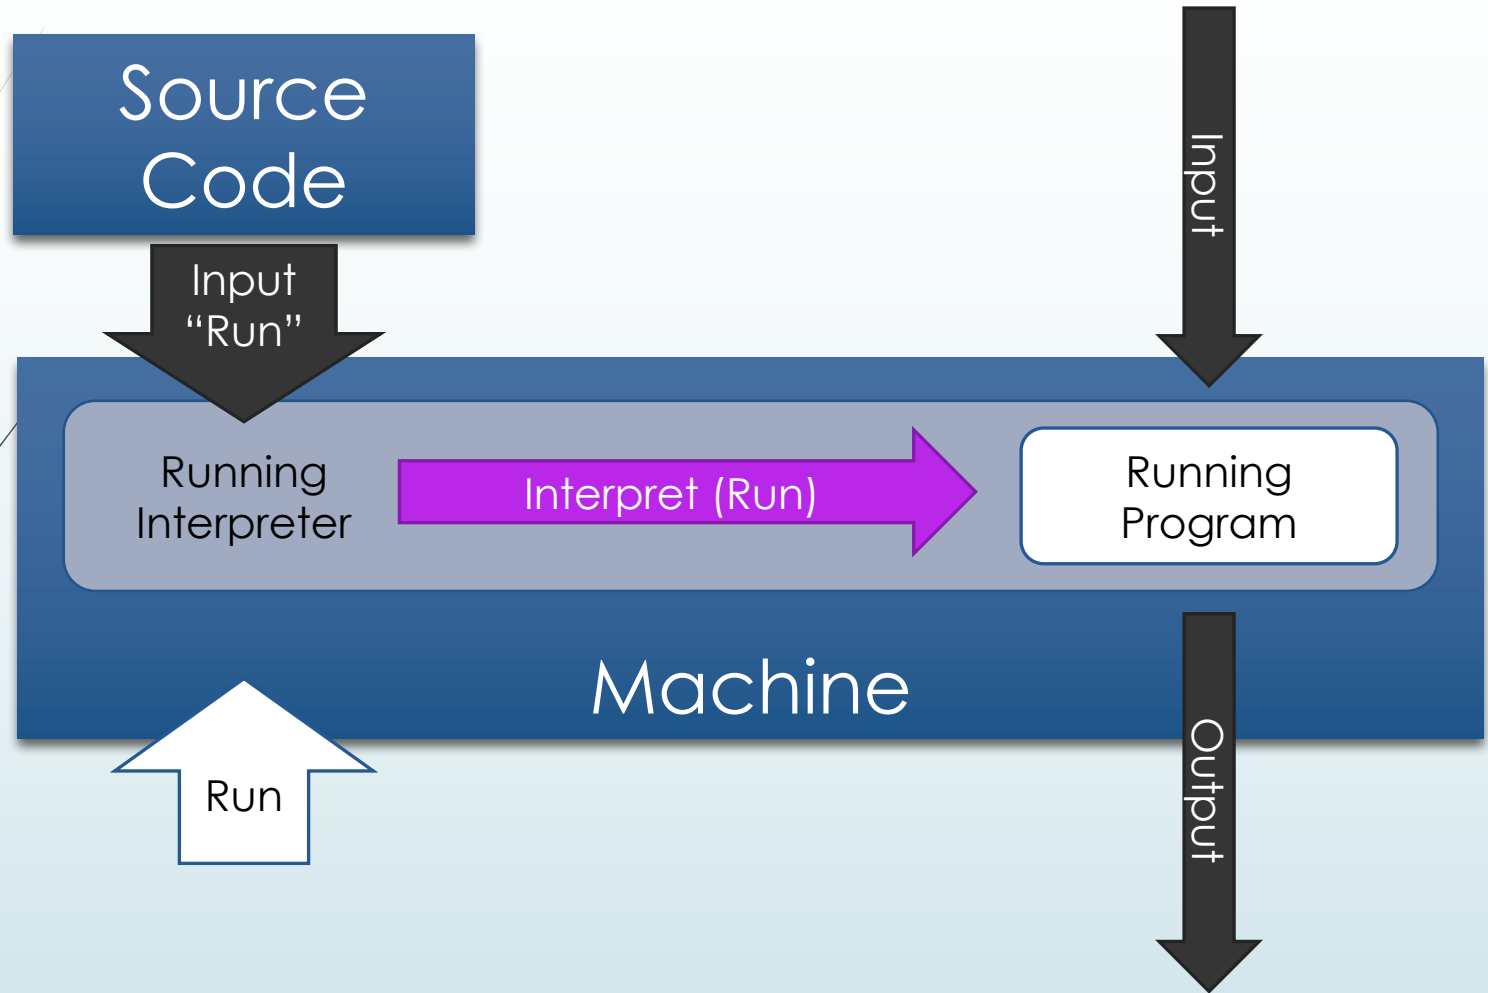 Source
Code
Input
Input
“Run”
Running
Interpreter
Interpret (Run)
Running
Program
Machine
Run
Output